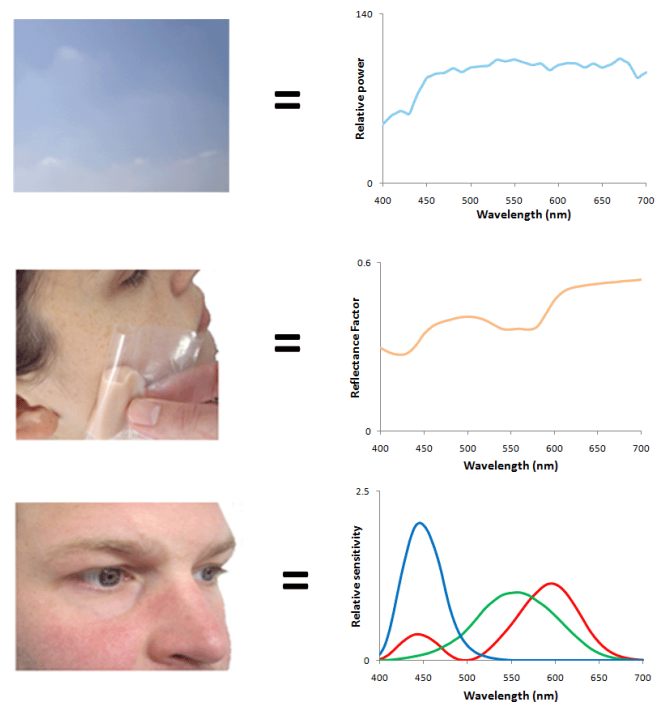 140
Relative power
0
400 450 500 550 600 650 700
Wavelength (nm)
=
0.6
Reflectance Factor
0
400 450 500 550 600 650 700
Wavelength (nm)
=
2.5
Relative sensitivity
0
400 450 500 550 600 650 700
Wavelength (nm)
=